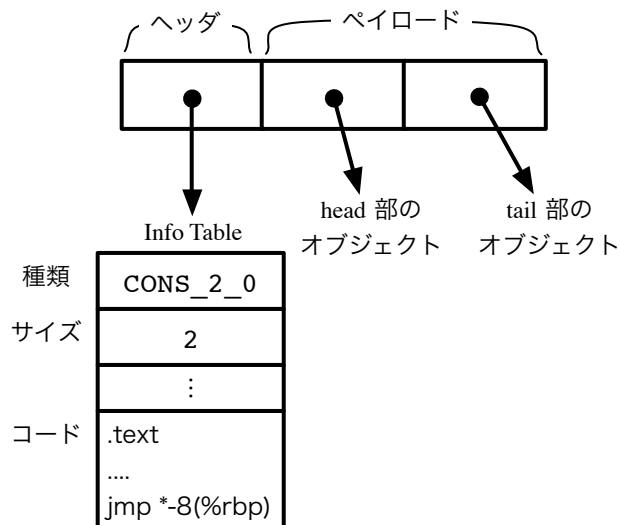 ヘッダ ペイロード
head 部の
オブジェクト
tail 部の
オブジェクト
Info Table
種類 CONS_2_0
サイズ 2
⋮
コード .text
....
jmp *-8(%rbp)